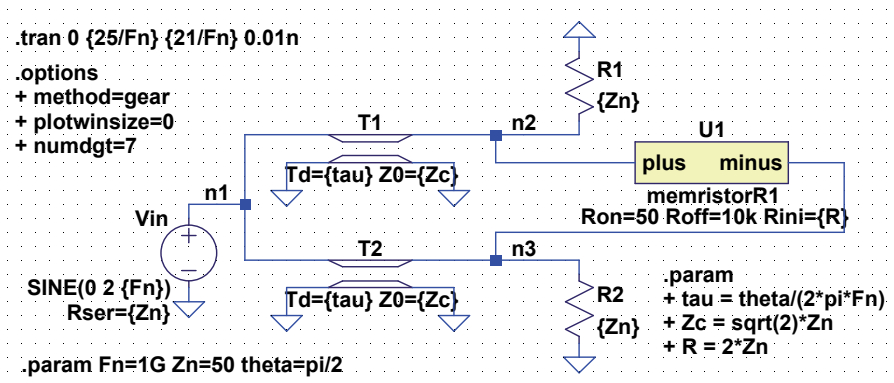 .tran 0 {25/Fn} {21/Fn} 0.01n
.options
+ method=gear
+ plotwinsize=0
+ numdgt=7
R1
{Zn}
T1
n2
U1
plus minus
Td={tau} Z0={Zc}
memristorR1
Ron=50 Roff=10k Rini={R}
n1
Vin
T2
n3
SINE(0 2 {Fn})
Rser={Zn}
Td={tau} Z0={Zc}
R2
{Zn}
.param
+ tau = theta/(2*pi*Fn)
+ Zc = sqrt(2)*Zn
+ R = 2*Zn
.param Fn=1G Zn=50 theta=pi/2